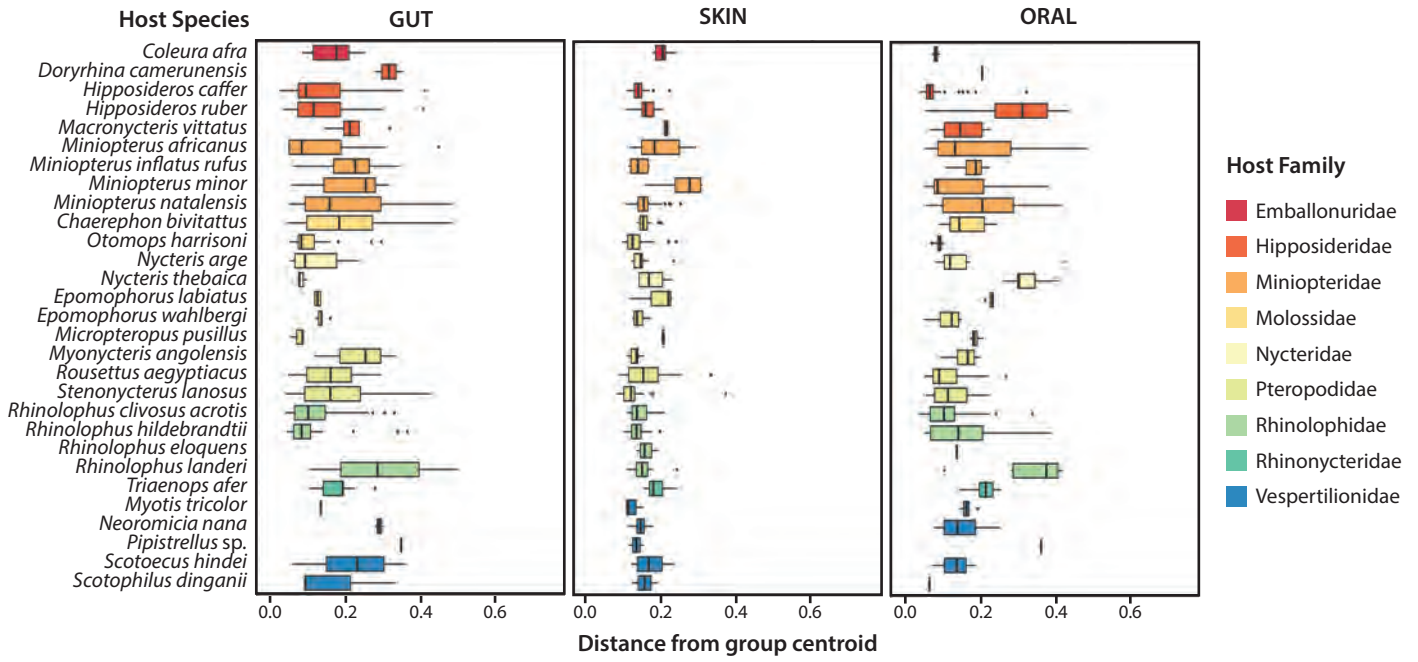 Host Species GUT SKIN ORAL
Coleura afra
Doryrhina camerunensis
Hipposideros caffer
Hipposideros ruber
Macronycteris vittatus
Miniopterus africanus
Miniopterus inflatus rufus
Miniopterus minor
Miniopterus natalensis
Chaerephon bivitattus
Otomops harrisoni
Nycteris arge
Nycteris thebaica
Epomophorus labiatus
Epomophorus wahlbergi
Micropteropus pusillus
Myonycteris angolensis
Rousettus aegyptiacus
Stenonycterus lanosus
Rhinolophus clivosus acrotis
Rhinolophus hildebrandtii
Rhinolophus eloquens
Rhinolophus landeri
Triaenops afer
Myotis tricolor
Neoromicia nana
Pipistrellus sp.
Scotoecus hindei
Scotophilus dinganii
0.0 0.2 0.4 0.6 0.0 0.2 0.4 0.6 0.0 0.2 0.4 0.6
Distance from group centroid
Host Family
Emballonuridae
Hipposideridae
Miniopteridae
Molossidae
Nycteridae
Pteropodidae
Rhinolophidae
Rhinonycteridae
Vespertilionidae